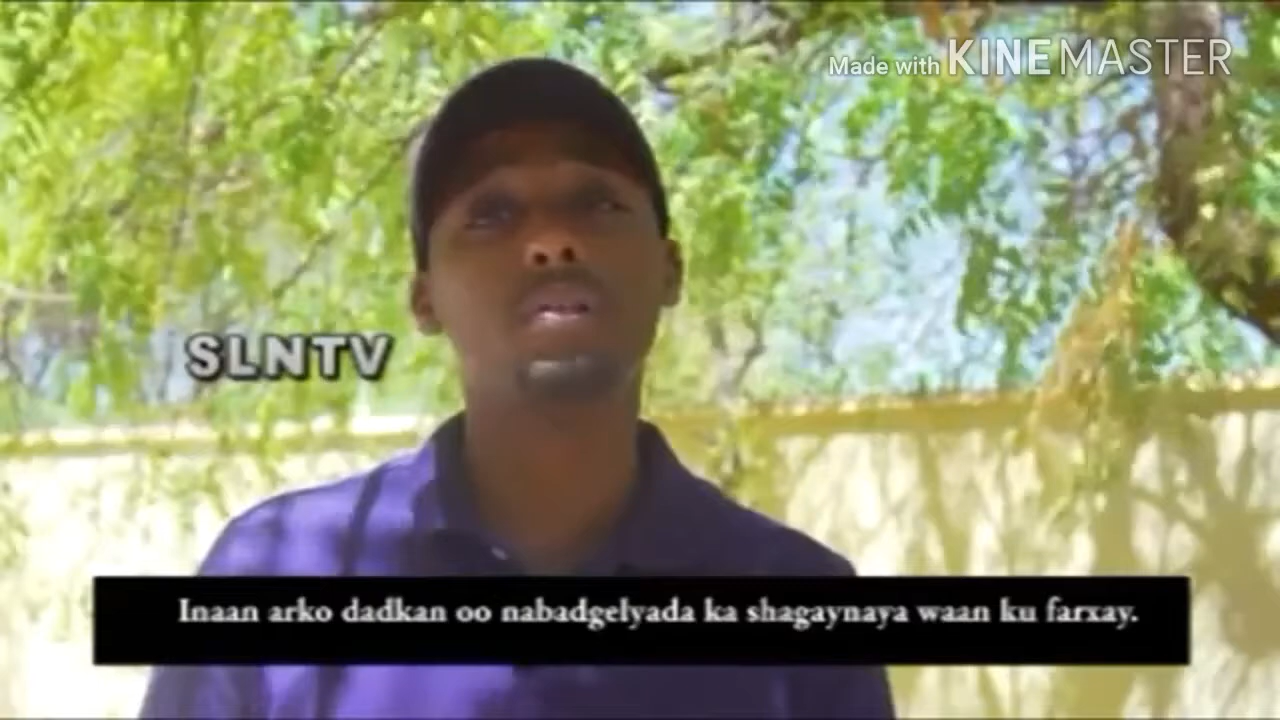 Made with KINEMASTER
SLNTV
Inaan arko dadkan oo nabadgelyada ka shagaynaya waan ku farxay.